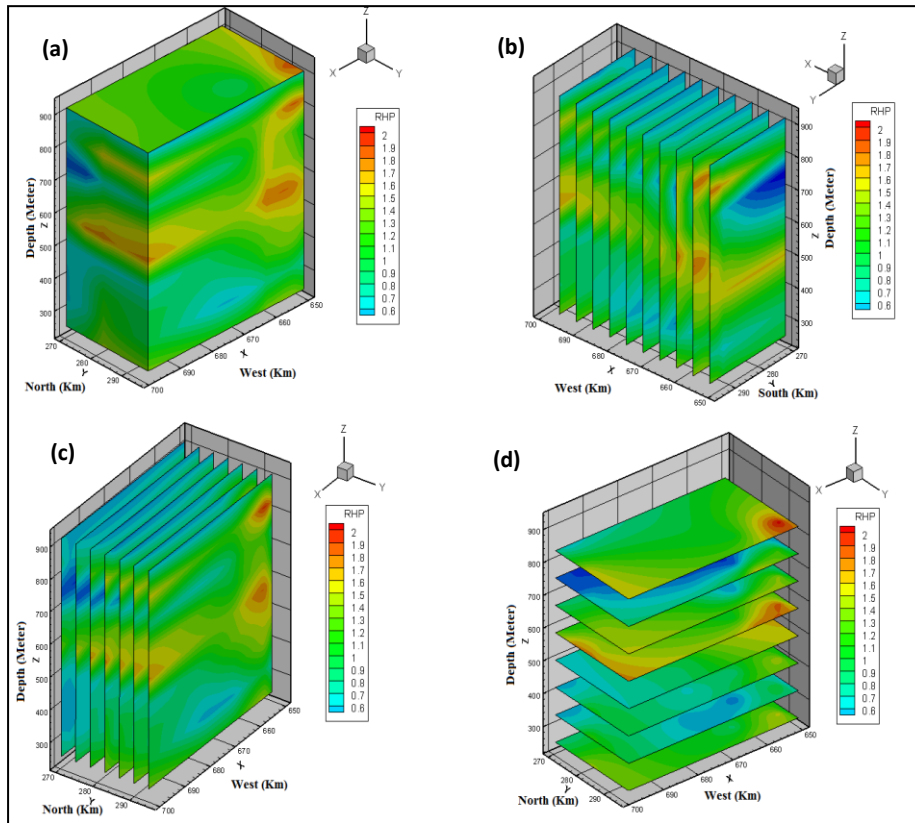 (a)
Z
X
Y
RHP
2
1.9
1.8
1.7
1.6
1.5
1.4
1.3
1.2
1.1
1
0.9
0.8
0.7
0.6
900
800
700
600
500
400
300
Depth (Meter)
Z
270
280
290
Y
North (Km)
700
690
680
670
660
650
X
West (Km)
(b)
Z
X
Y
RHP
2
1.9
1.8
1.7
1.6
1.5
1.4
1.3
1.2
1.1
1
0.9
0.8
0.7
0.6
900
800
700
600
500
400
300
Depth (Meter)
Z
700
690
680
670
660
650
X
West (Km)
290
280
270
Y
South (Km)
(c)
Z
X
Y
RHP
2
1.9
1.8
1.7
1.6
1.5
1.4
1.3
1.2
1.1
1
0.9
0.8
0.7
0.6
900
800
700
600
500
400
300
Depth (Meter)
Z
270
280
290
Y
North (Km)
700
690
680
670
660
650
X
West (Km)
(d)
Z
X
Y
RHP
2
1.9
1.8
1.7
1.6
1.5
1.4
1.3
1.2
1.1
1
0.9
0.8
0.7
0.6
900
800
700
600
500
400
300
Depth (Meter)
Z
270
280
290
Y
North (Km)
700
690
680
670
660
650
X
West (Km)